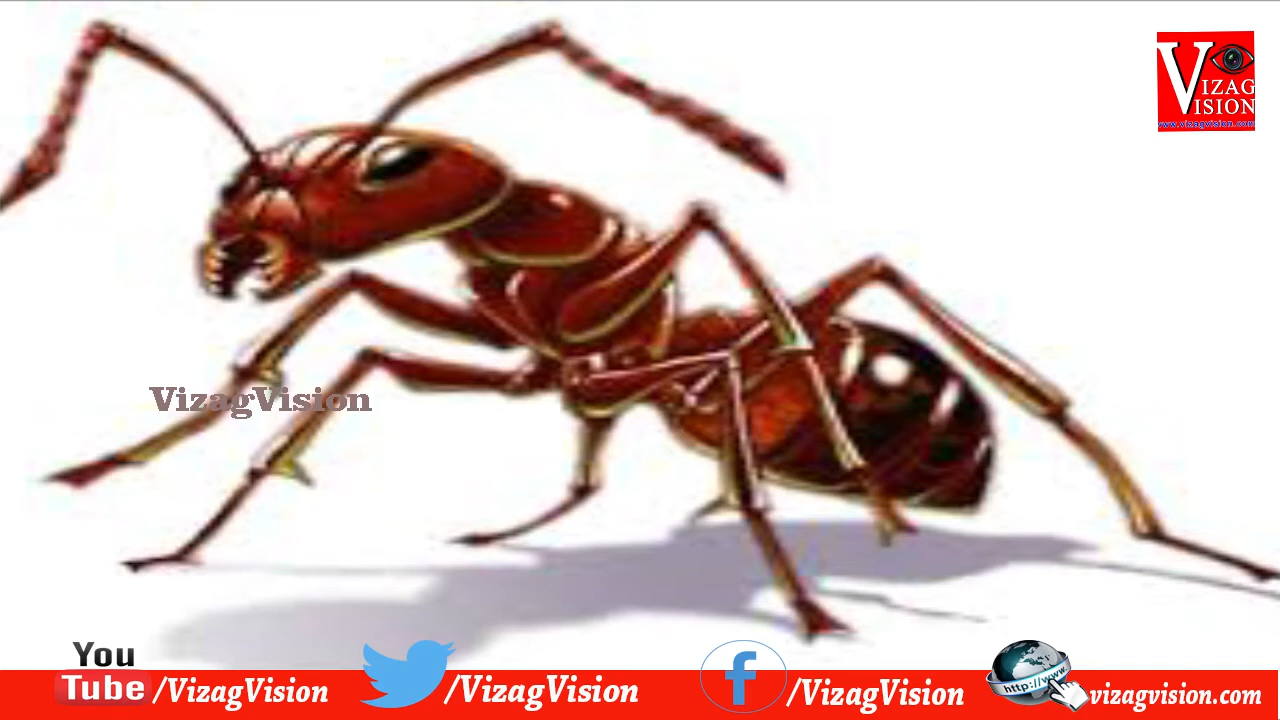 VIZAG
VISION
www.vizagvision.com
VizagVision
You
Tube /VizagVision
/VizagVision
f /VizagVision
http://www.
vizagvision.com